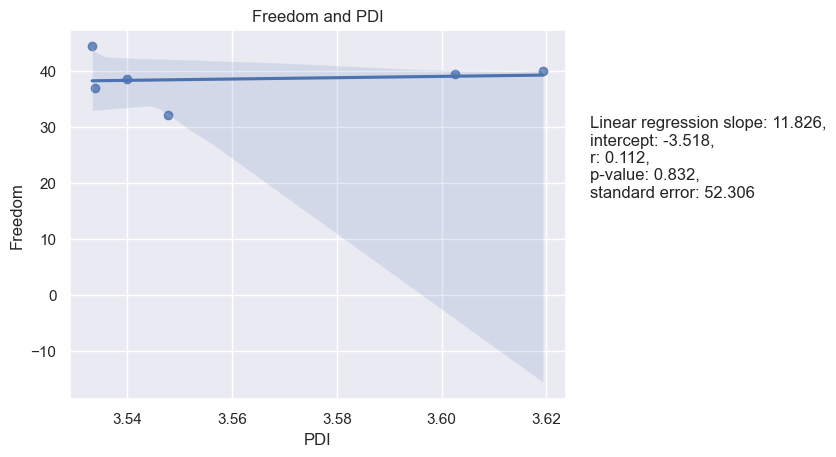 Freedom and PDI
40
30
20
10
0
−10
Freedom
3.54
3.56
3.58
3.60
3.62
PDI
Linear regression slope: 11.826,
intercept: -3.518,
r: 0.112,
p-value: 0.832,
standard error: 52.306